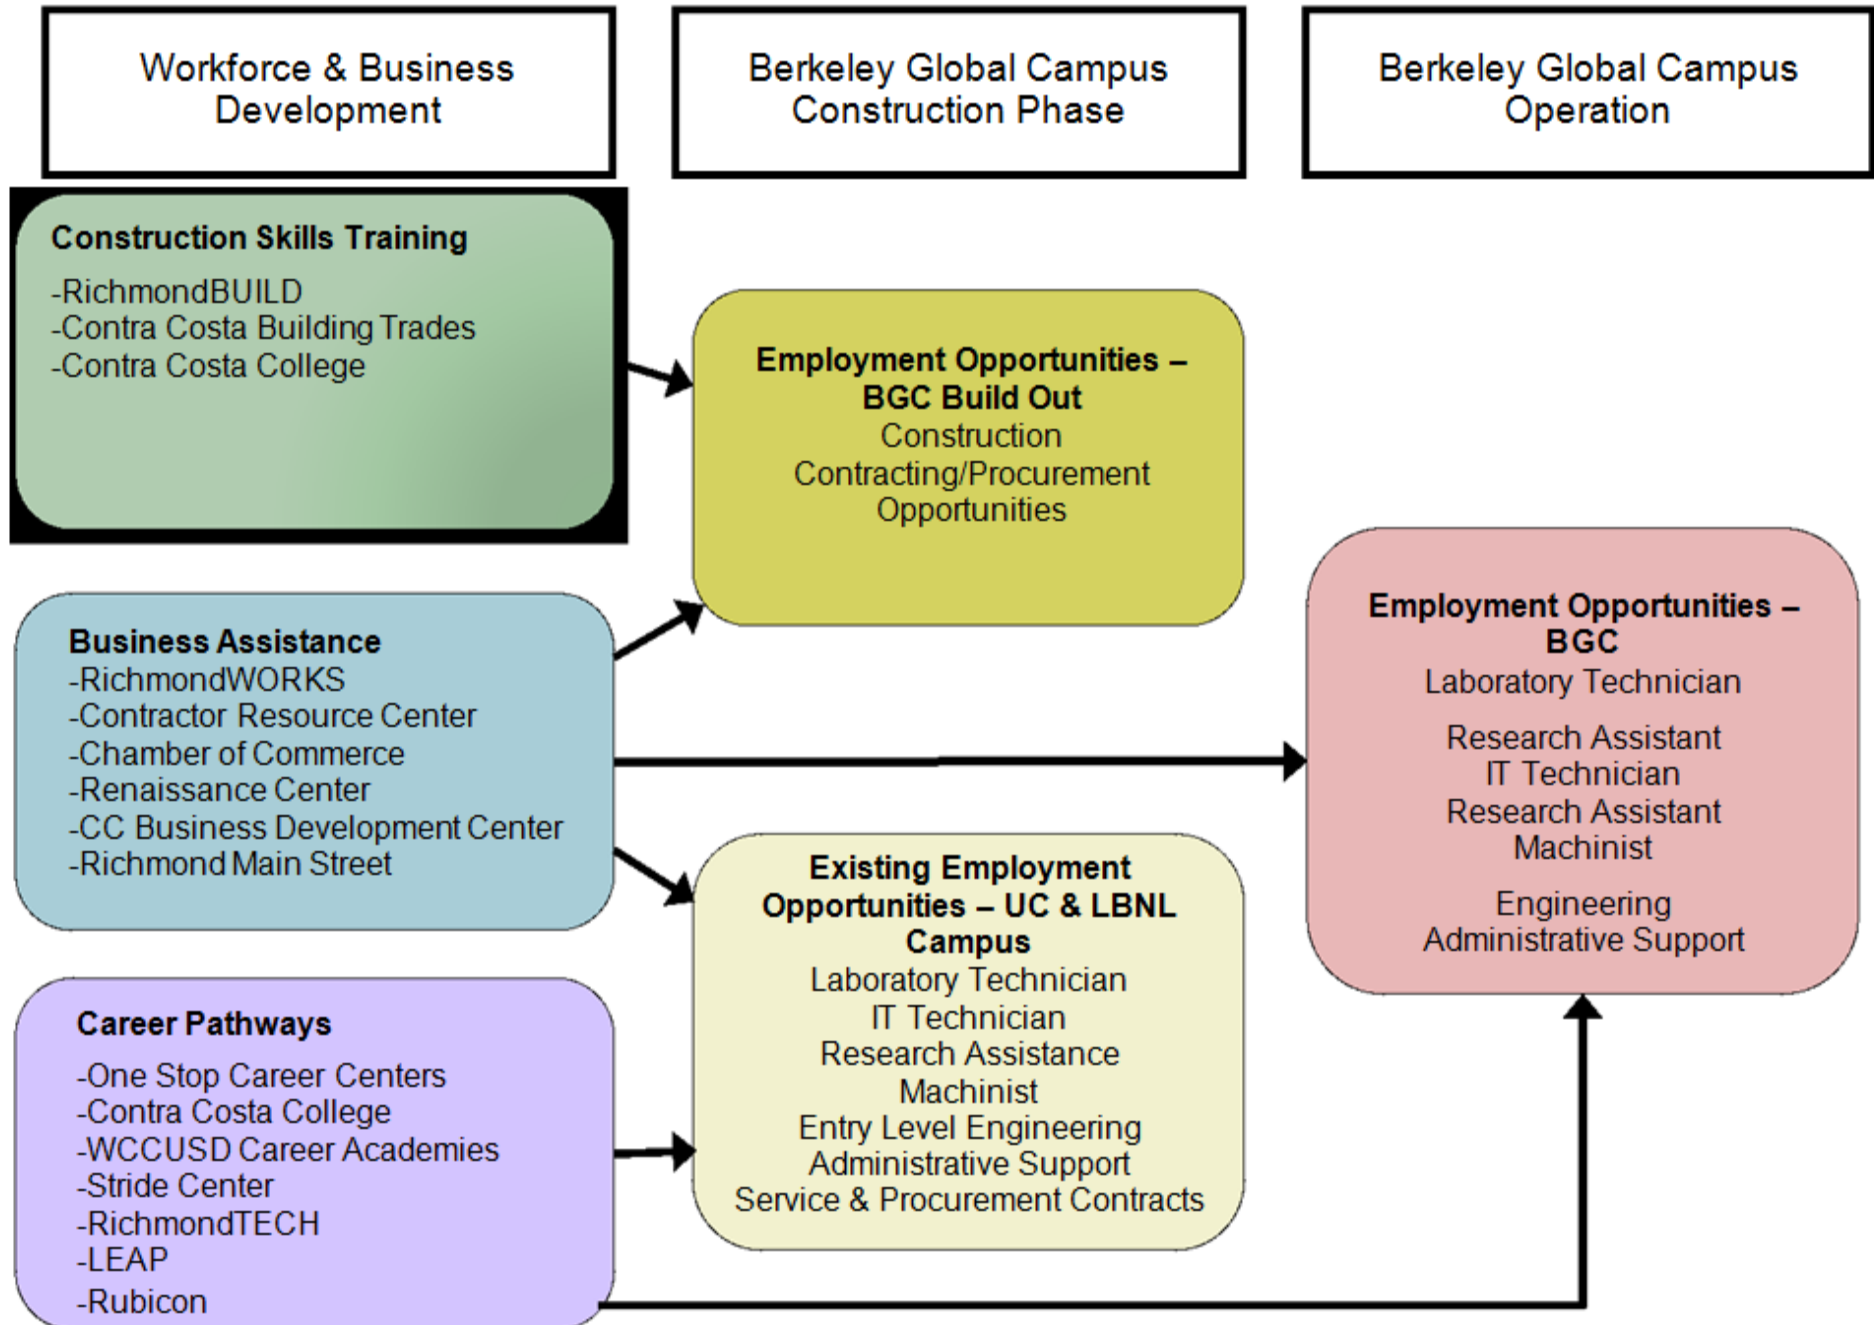 Workforce & Business
Development
Berkeley Global Campus
Construction Phase
Berkeley Global Campus
Operation
Construction Skills Training
-RichmondBUILD
-Contra Costa Building Trades
-Contra Costa College
Business Assistance
-RichmondWORKS
-Contractor Resource Center
-Chamber of Commerce
-Renaissance Center
-CC Business Development Center
-Richmond Main Street
Career Pathways
-One Stop Career Centers
-Contra Costa College
-WCCUSD Career Academies
-Stride Center
-RichmondTECH
-LEAP
-Rubicon
Employment Opportunities –
BGC Build Out
Construction
Contracting/Procurement
Opportunities
Existing Employment
Opportunities – UC & LBNL
Campus
Laboratory Technician
IT Technician
Research Assistance
Machinist
Entry Level Engineering
Administrative Support
Service & Procurement Contracts
Employment Opportunities –
BGC
Laboratory Technician
Research Assistant
IT Technician
Research Assistant
Machinist
Engineering
Administrative Support